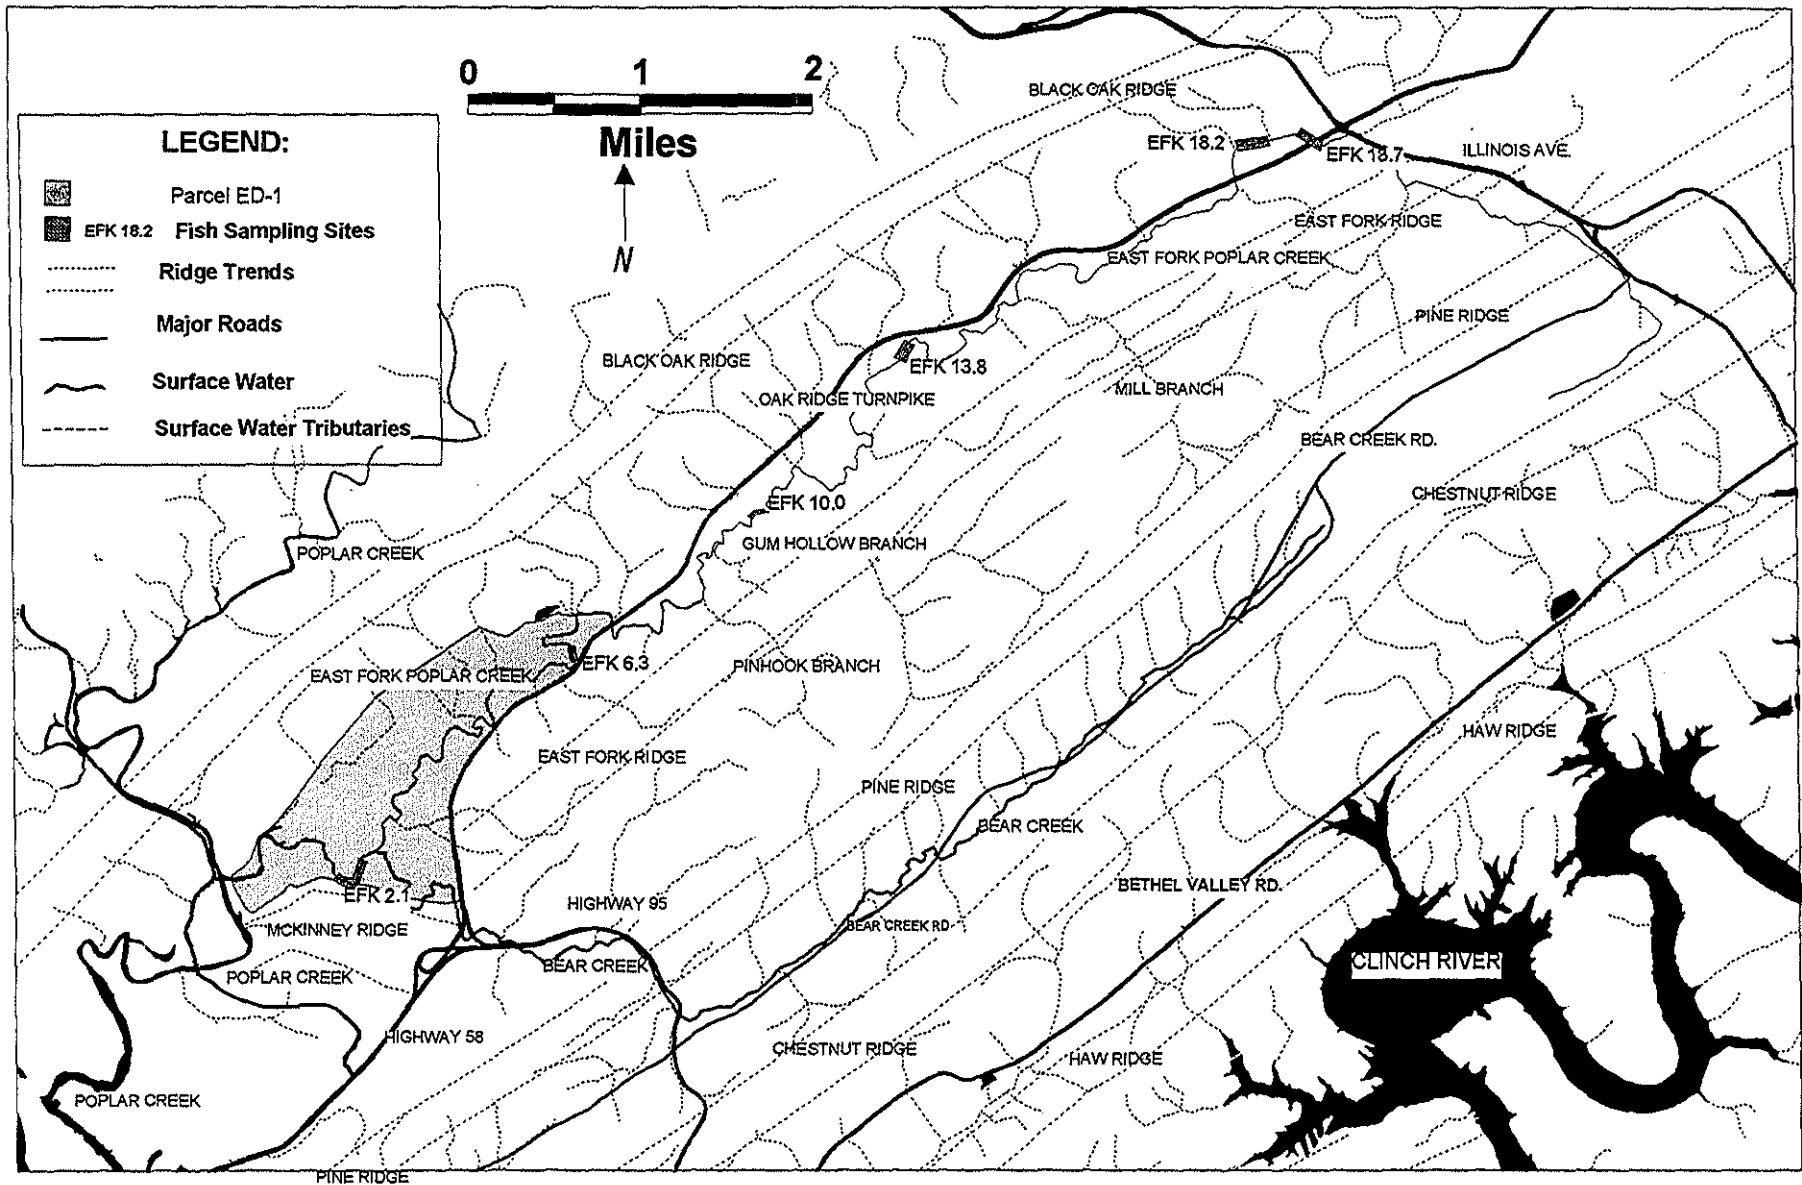 0 1 2
Miles
N
LEGEND:
Parcel ED-1
EFK 18.2 Fish Sampling Sites
Ridge Trends
Major Roads
Surface Water
Surface Water Tributaries
BLACK OAK RIDGE
EFK 18.2
EFK 18.7
ILLINOIS AVE.
EAST FORK RIDGE
EAST FORK POPLAR CREEK
PINE RIDGE
BLACK OAK RIDGE
EFK 13.8
MILL BRANCH
OAK RIDGE TURNPIKE
BEAR CREEK RD.
CHESTNUT RIDGE
EFK 10.0
GUM HOLLOW BRANCH
POPLAR CREEK
EFK 6.3
PINHOOK BRANCH
EAST FORK POPLAR CREEK
HAW RIDGE
EAST FORK RIDGE
PINE RIDGE
BEAR CREEK
BETHEL VALLEY RD.
EFK 2.1
HIGHWAY 95
MCKINNEY RIDGE
BEAR CREEK RD
CLINCH RIVER
BEAR CREEK
POPLAR CREEK
HIGHWAY 58
CHESTNUT RIDGE
HAW RIDGE
POPLAR CREEK
PINE RIDGE